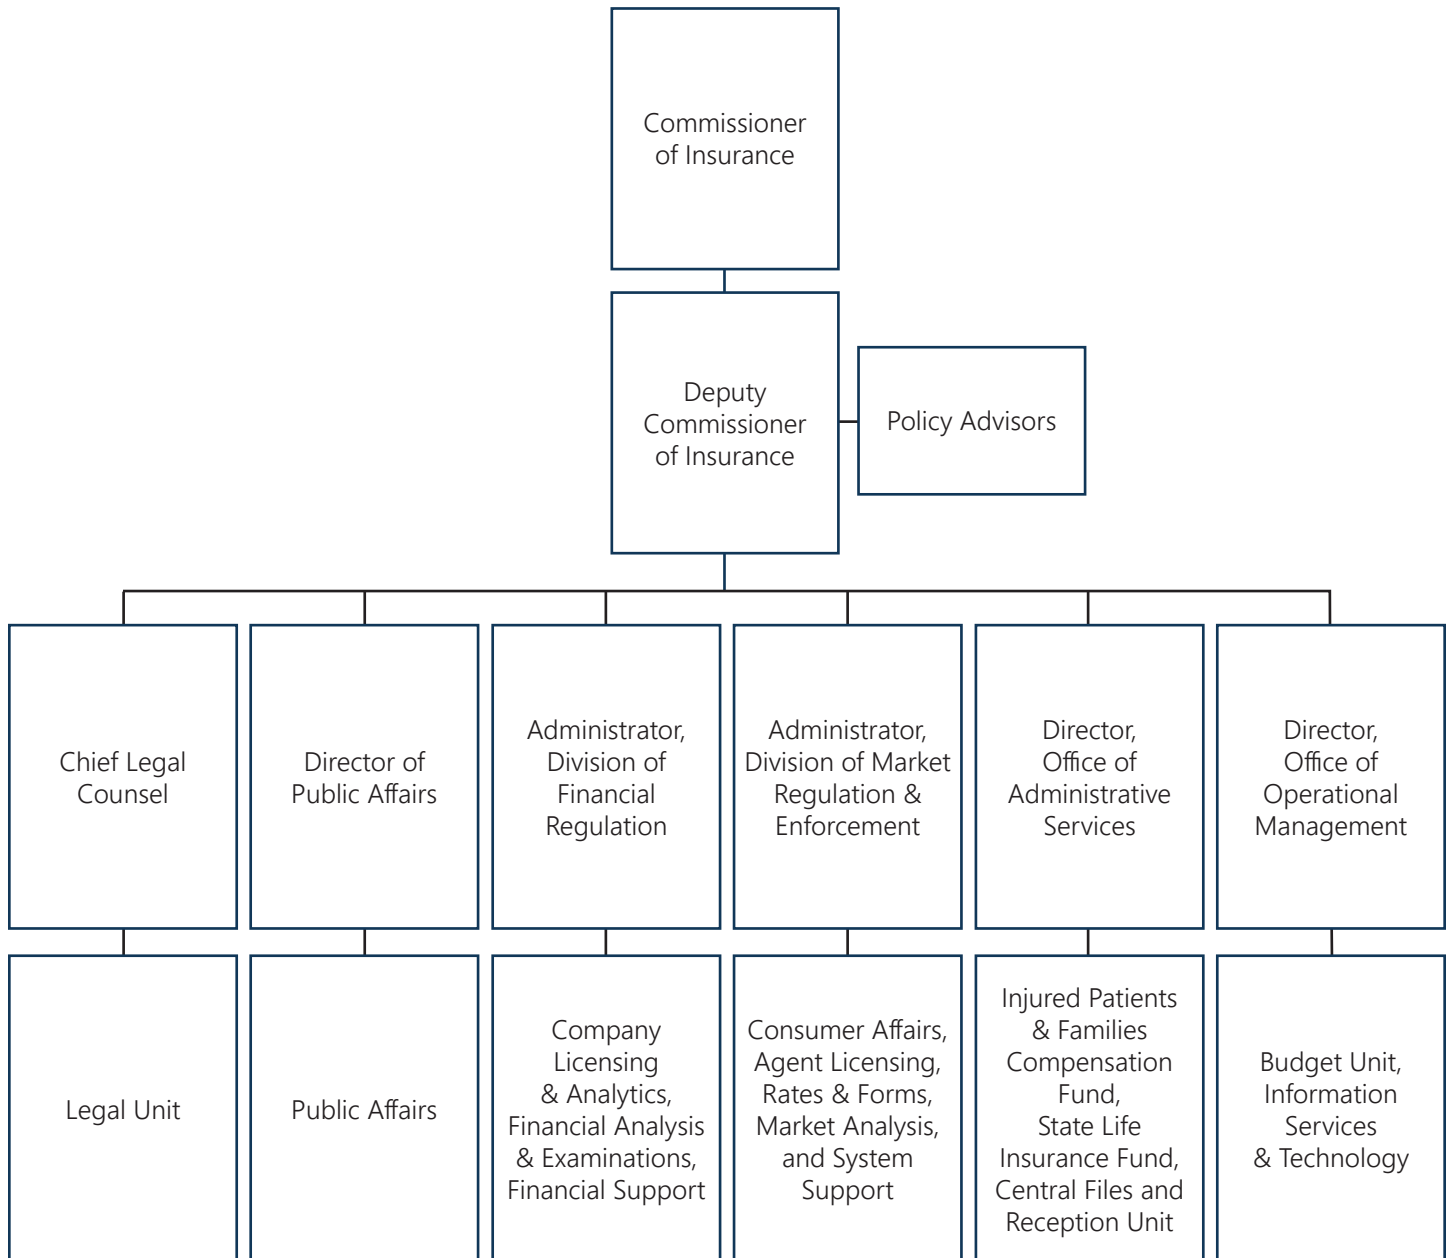 Commissioner
of Insurance
Deputy
Commissioner
of Insurance
Policy Advisors
Chief Legal
Counsel
Director of
Public Affairs
Administrator,
Division of
Financial
Regulation
Administrator,
Division of Market
Regulation &
Enforcement
Director,
Office of
Administrative
Services
Director,
Office of
Operational
Management
Legal Unit
Public Affairs
Company
Licensing
& Analytics,
Financial Analysis
& Examinations,
Financial Support
Consumer Affairs,
Agent Licensing,
Rates & Forms,
Market Analysis,
and System
Support
Injured Patients
& Families
Compensation
Fund,
State Life
Insurance Fund,
Central Files and
Reception Unit
Budget Unit,
Information
Services
& Technology